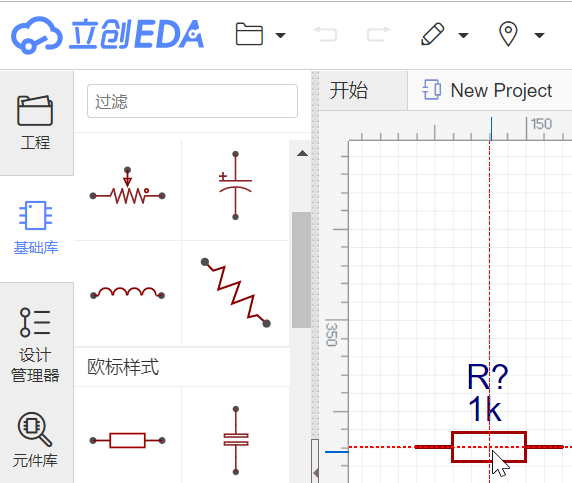 立创EDA
过滤
开始
New Project
工程
150
基础库
350
设计
管理器
欧标样式
R?
1k
元件库